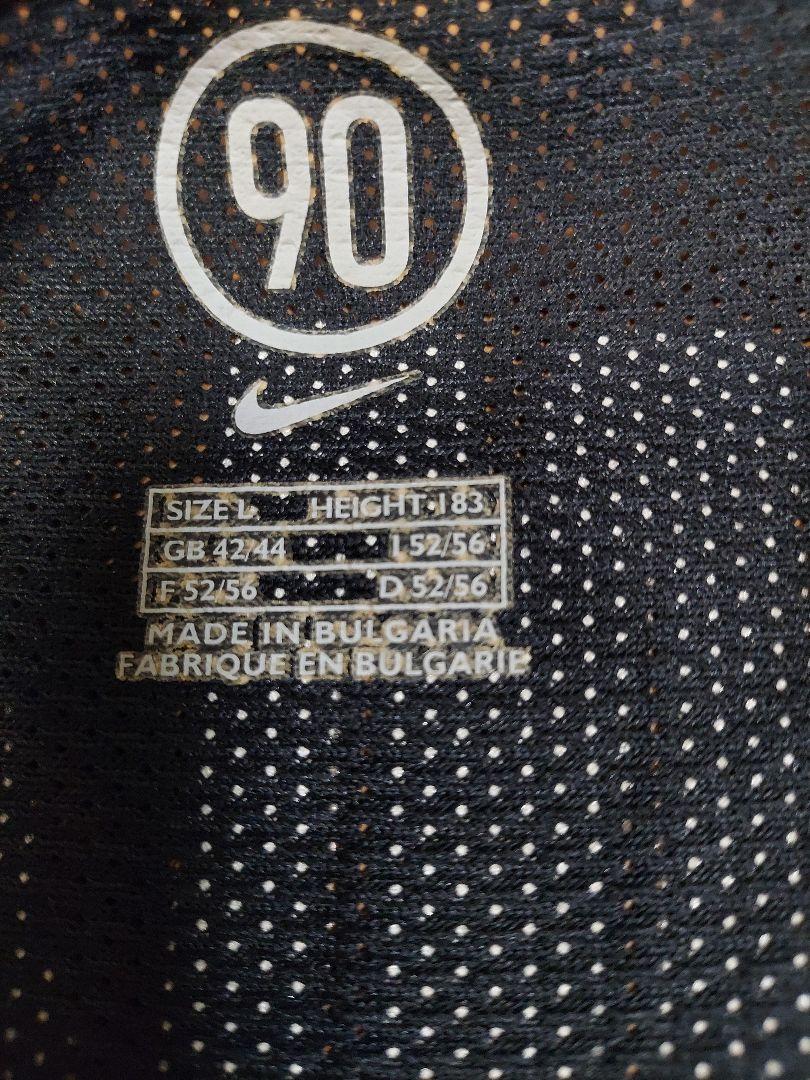 90
SIZE L HEIGHT 183
GB 42/44 I 52/56
F 52/56 D 52/56
MADE IN BULGARIA
FABRIQUE EN BULGARIE